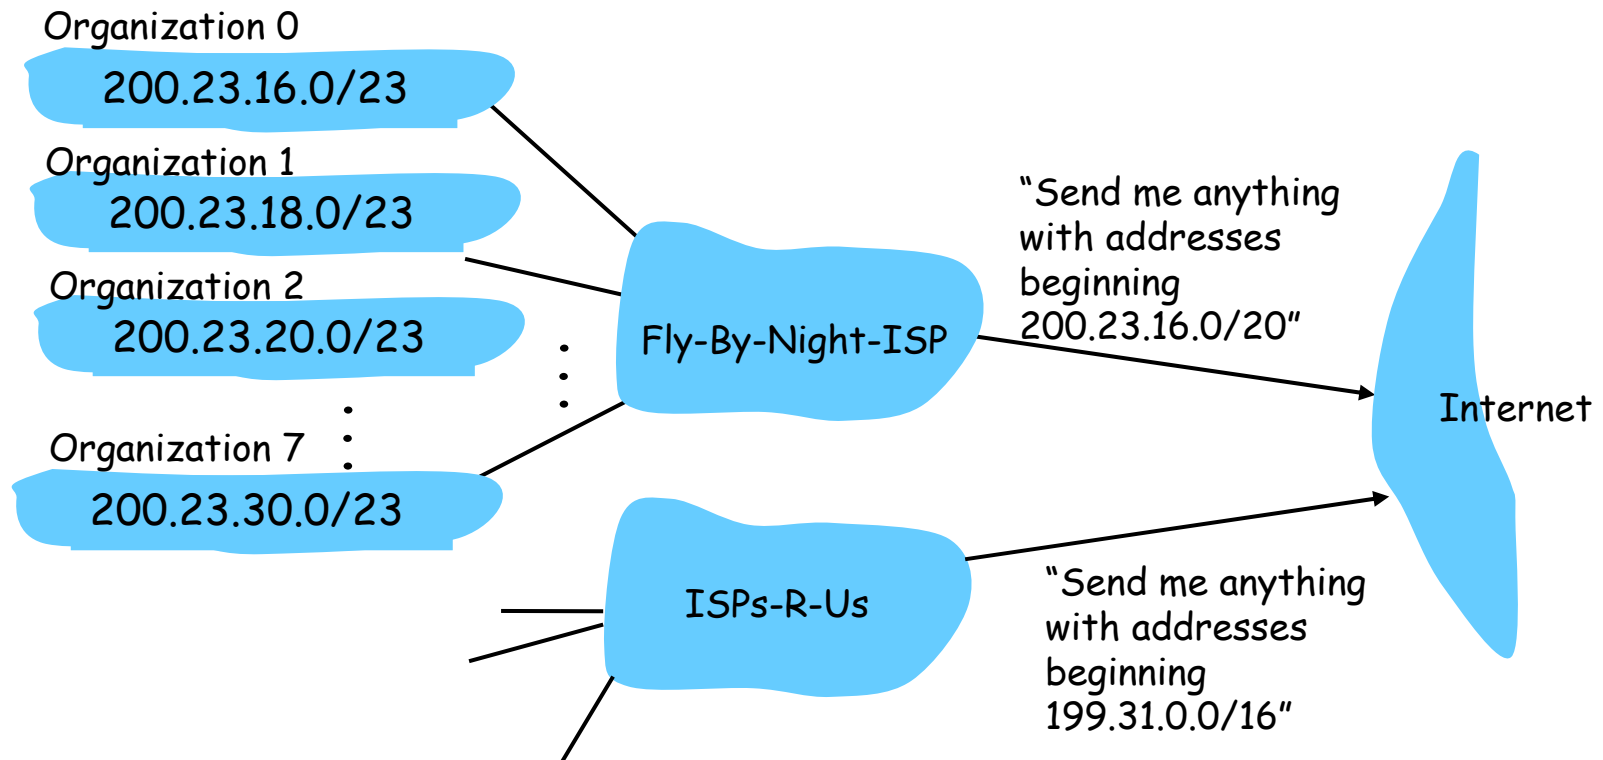 Organization 0
200.23.16.0/23
Organization 1
200.23.18.0/23
Organization 2
200.23.20.0/23
Organization 7
200.23.30.0/23
Fly-By-Night-ISP
“Send me anything
with addresses
beginning
200.23.16.0/20”
Internet
ISPs-R-Us
“Send me anything
with addresses
beginning
199.31.0.0/16”